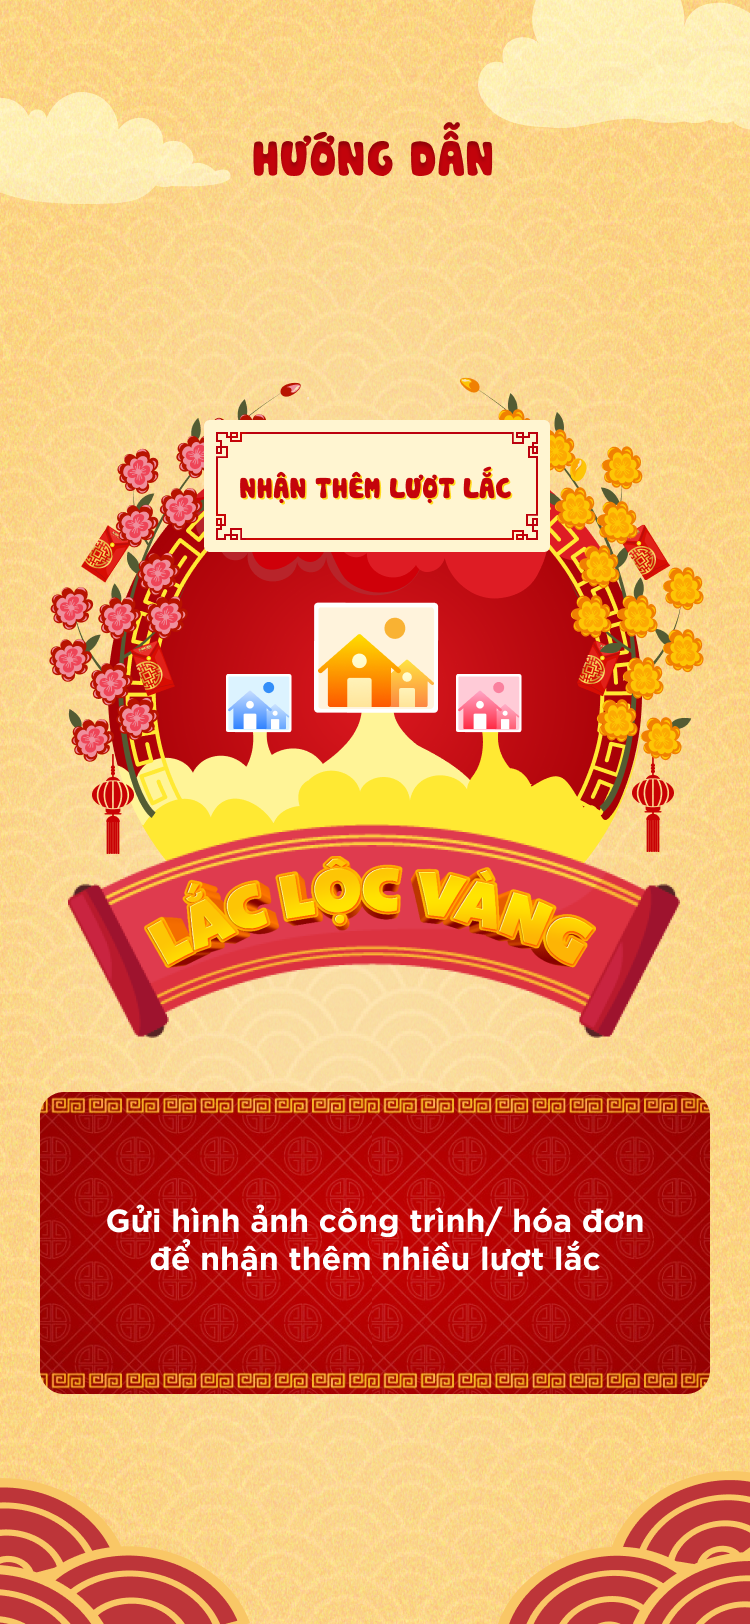 HƯỚNG DẪN
NHẬN THÊM LƯỢT LẮC
LẮC LỘC VÀNG
Gửi hình ảnh công trình/ hóa đơn
để nhận thêm nhiều lượt lắc